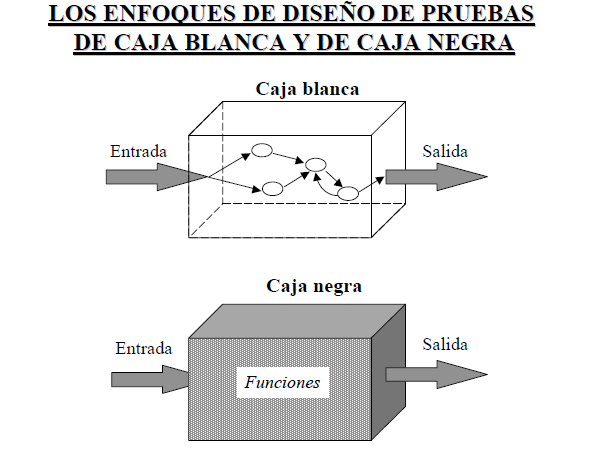 LOS ENFOQUES DE DISEÑO DE PRUEBAS
DE CAJA BLANCA Y DE CAJA NEGRA
Caja blanca
Entrada
Salida
Caja negra
Entrada
Salida
Funciones